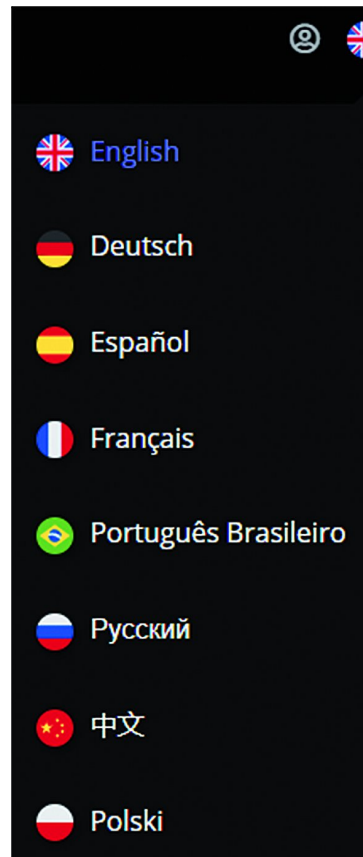 English
Deutsch
Español
Français
Português Brasileiro
Русский
中文
Polski